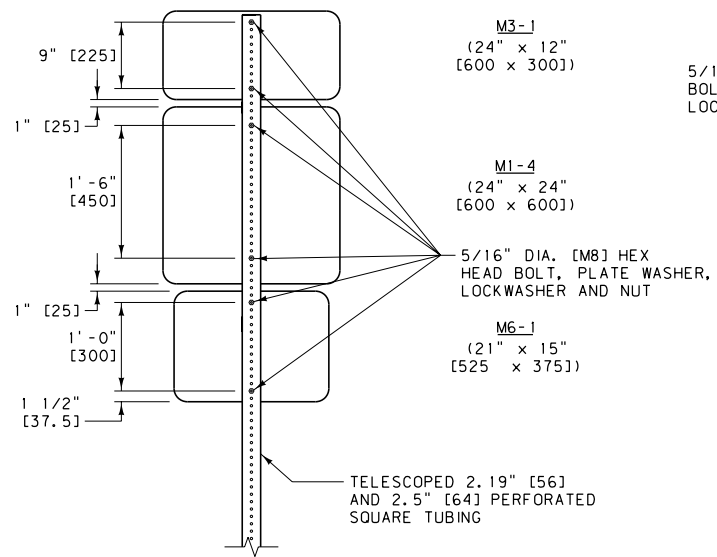 9" [225]
1" [25]
1'-6"
[450]
1" [25]
1'-0"
[300]
1 1/2"
[37.5]
M3-1
(24" x 12"
[600 x 300])
M1-4
(24" x 24"
[600 x 600])
5/16" DIA. [M8] HEX
HEAD BOLT, PLATE WASHER,
LOCKWASHER AND NUT
M6-1
(21" x 15"
[525 x 375])
TELESCOPED 2.19" [56]
AND 2.5" [64] PERFORATED
SQUARE TUBING
5/1
BOL
LOC